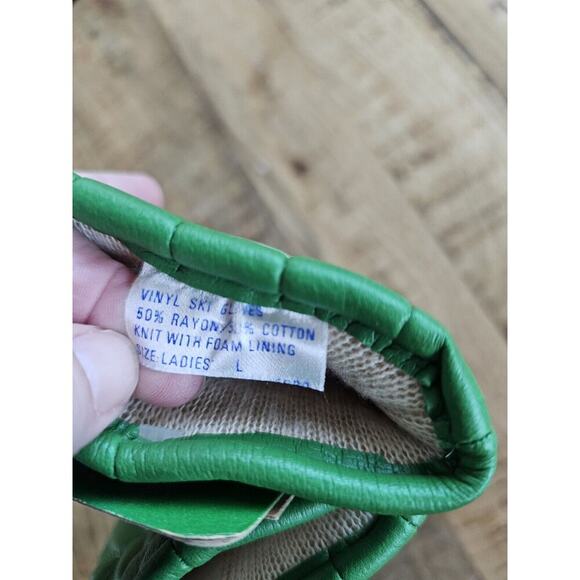 VINYL SKI GLOVES
50% RAYON/50% COTTON
KNIT WITH FOAM LINING
SIZE: LADIES' L